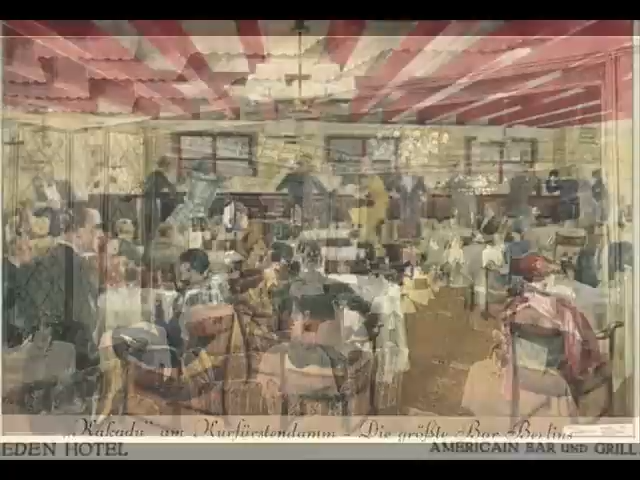 „Kakadu" am Kurfürstendamm Die größte Bar Berlins
EDEN HOTEL AMERICAIN BAR UND GRILL